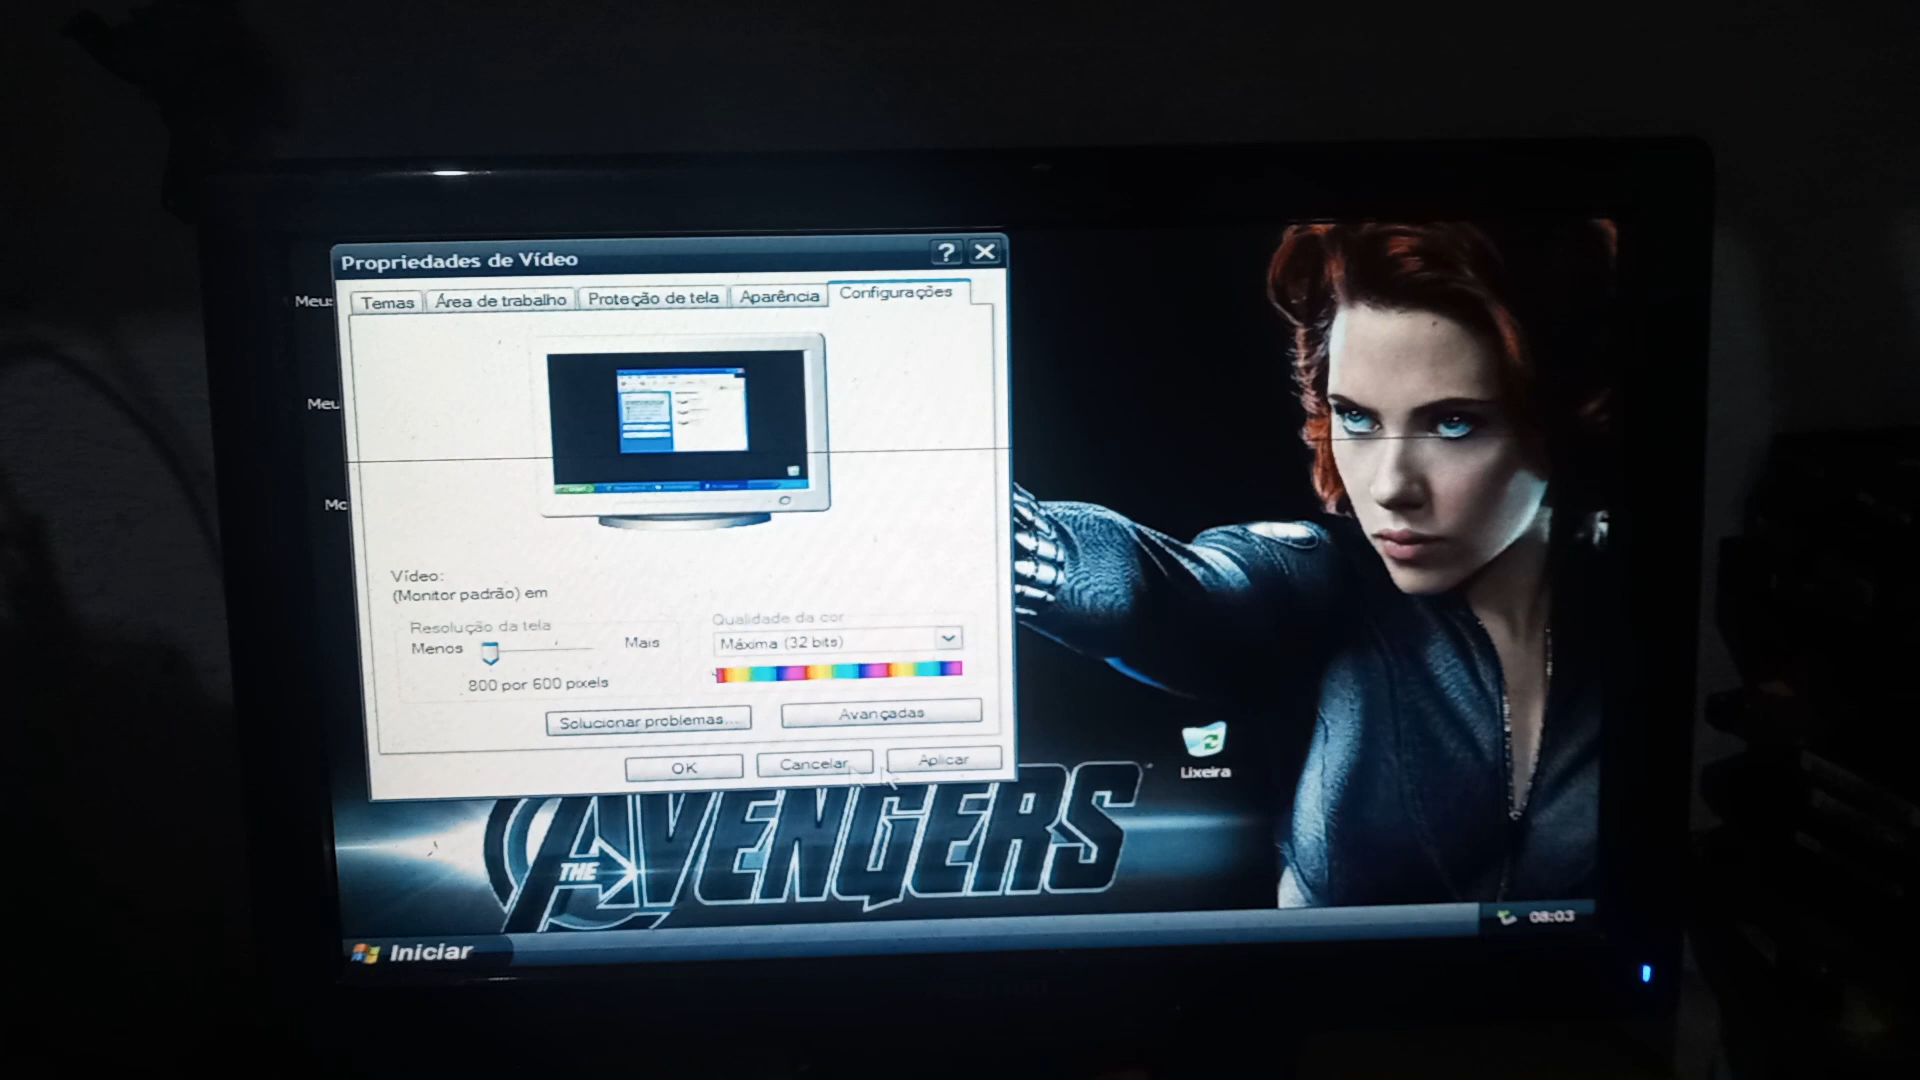 Propriedades de Vídeo
Temas
Área de trabalho
Proteção de tela
Aparência
Configurações
Meus
Meu
Vídeo:
(Monitor padrão) em
Resolução da tela
Menos
Mais
800 por 600 pixels
Qualidade da cor
Máxima (32 bits)
Solucionar problemas...
Avançadas
OK
Cancelar
Aplicar
Lixeira
THE AVENGERS
Iniciar
08:03